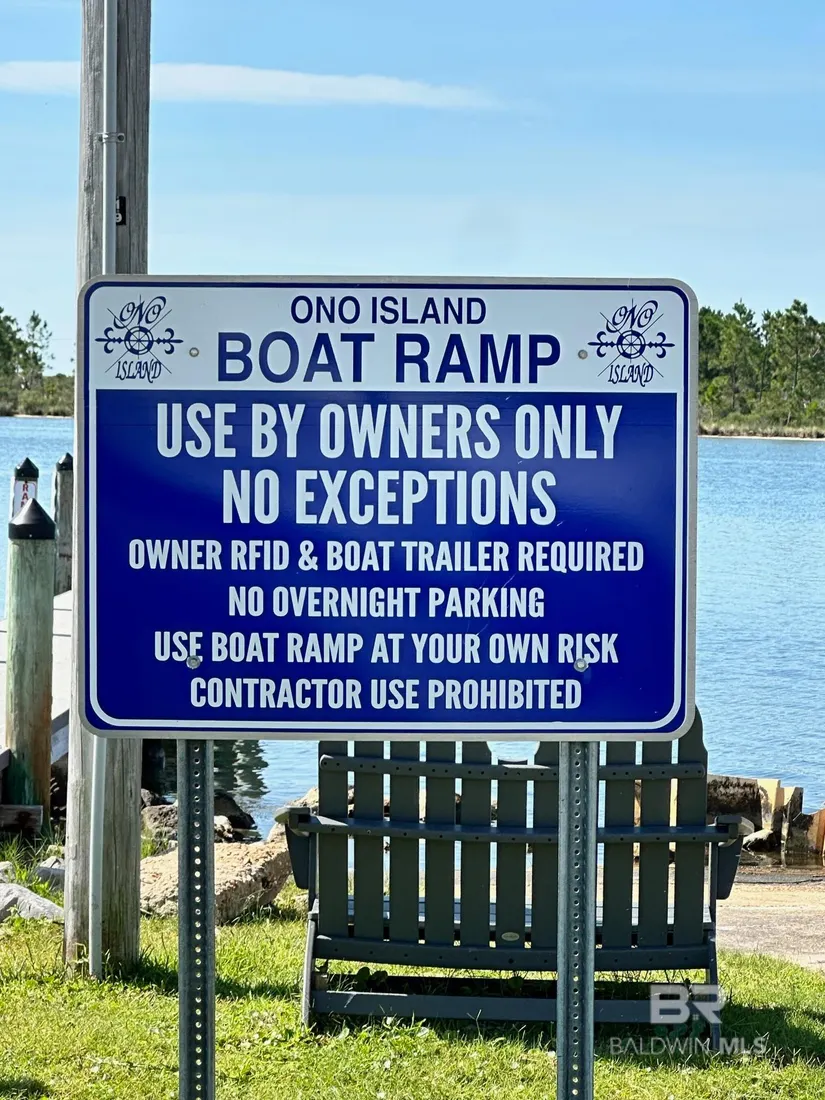 ONO ISLAND
BOAT RAMP
ONO
ISLAND
ONO
ISLAND
USE BY OWNERS ONLY
NO EXCEPTIONS
OWNER RFID & BOAT TRAILER REQUIRED
NO OVERNIGHT PARKING
USE BOAT RAMP AT YOUR OWN RISK
CONTRACTOR USE PROHIBITED
BR
BALDWIN MLS